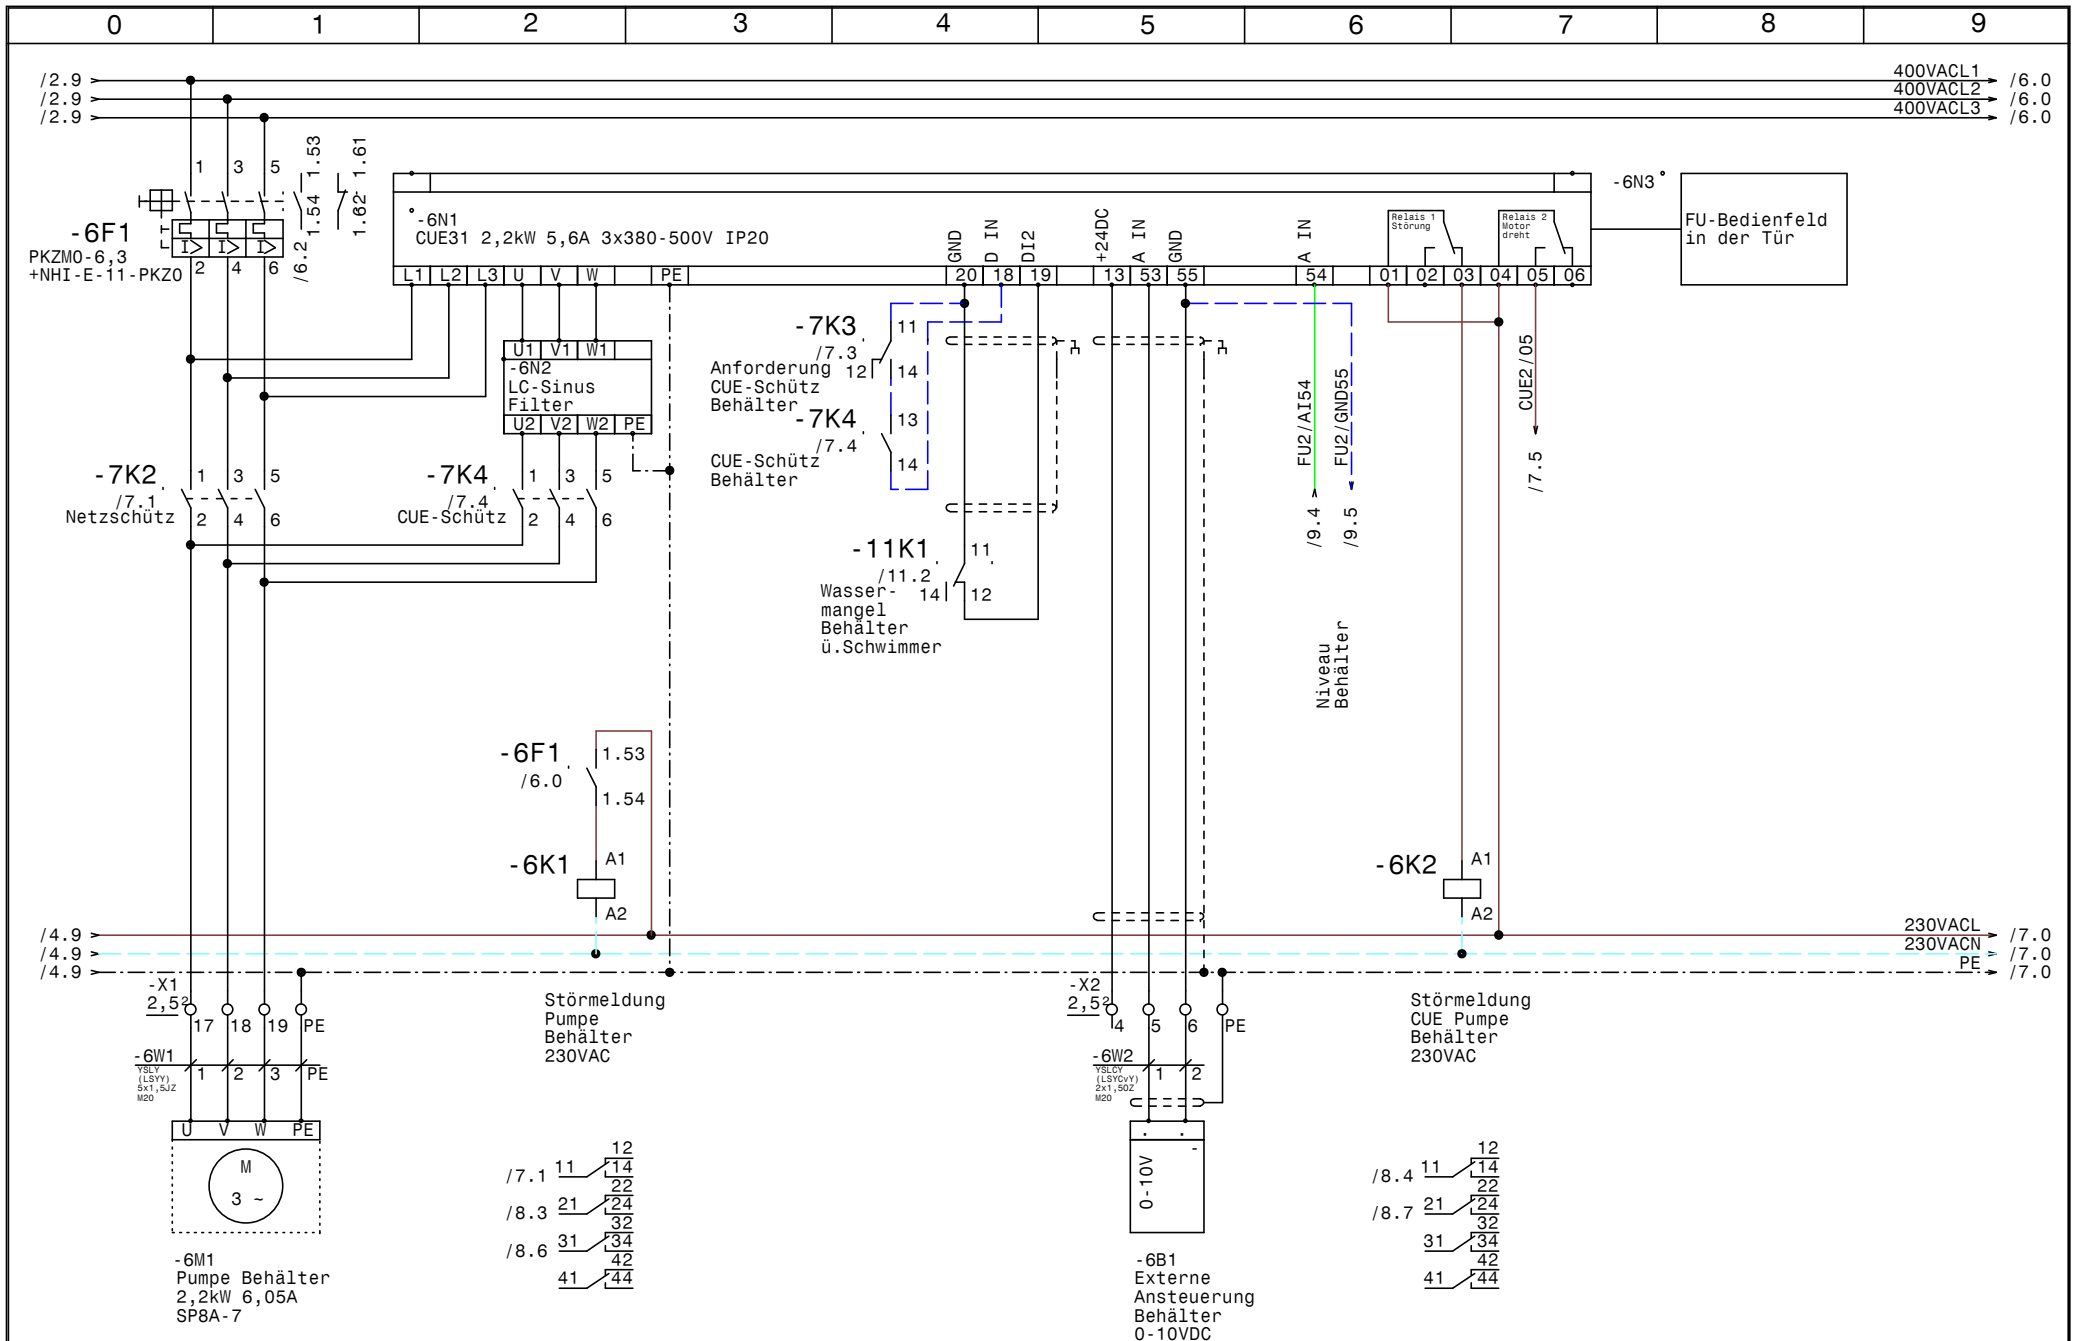 0 1 2 3 4 5 6 7 8 9
/2.9 400VACL1 /6.0
/2.9 400VACL2 /6.0
/2.9 400VACL3 /6.0
1 3 5
1.53
1.54
1.61
1.62
/6.2
-6F1
PKZM0-6,3
+NHI-E-11-PKZ0
I> I> I>
2 4 6
-6N1
CUE31 2,2kW 5,6A 3x380-500V IP20
GND
D IN
DI2
+24DC
A IN
GND
A IN
Relais 1
Störung
Relais 2
Motor
dreht
L1 L2 L3 U V W PE 20 18 19 13 53 55 54 01 02 03 04 05 06
-6N3
FU-Bedienfeld
in der Tür
U1 V1 W1
-6N2
LC-Sinus
Filter
U2 V2 W2 PE
-7K3
/7.3
11
12 14
Anforderung
CUE-Schütz
Behälter
-7K4
/7.4
13
14
CUE-Schütz
Behälter
FU2/AI54
/9.4
FU2/GND55
/9.5
CUE2/05
/7.5
-7K2
/7.1
Netzschütz
1 3 5
2 4 6
-7K4
/7.4
CUE-Schütz
1 3 5
2 4 6
-11K1
/11.2
11
14 12
Wasser-
mangel
Behälter
ü.Schwimmer
Niveau
Behälter
-6F1
/6.0
1.53
1.54
-6K1
A1
A2
-6K2
A1
A2
/4.9 230VACL /7.0
/4.9 230VACN /7.0
/4.9 PE /7.0
-X1
2,5²
17 18 19 PE
-6W1
YSLY
(LSYY)
5x1,5JZ
M20
1 2 3 PE
U V W PE
M
3 ~
-6M1
Pumpe Behälter
2,2kW 6,05A
SP8A-7
Störmeldung
Pumpe
Behälter
230VAC
12
/7.1 11 14
22
/8.3 21 24
32
/8.6 31 34
42
41 44
-X2
2,5²
4 5 6 PE
-6W2
YSLCY
(LSYCvY)
2x1,5OZ
M20
1 2
-
0-10V
-6B1
Externe
Ansteuerung
Behälter
0-10VDC
Störmeldung
CUE Pumpe
Behälter
230VAC
12
/8.4 11 14
22
/8.7 21 24
32
31 34
42
41 44